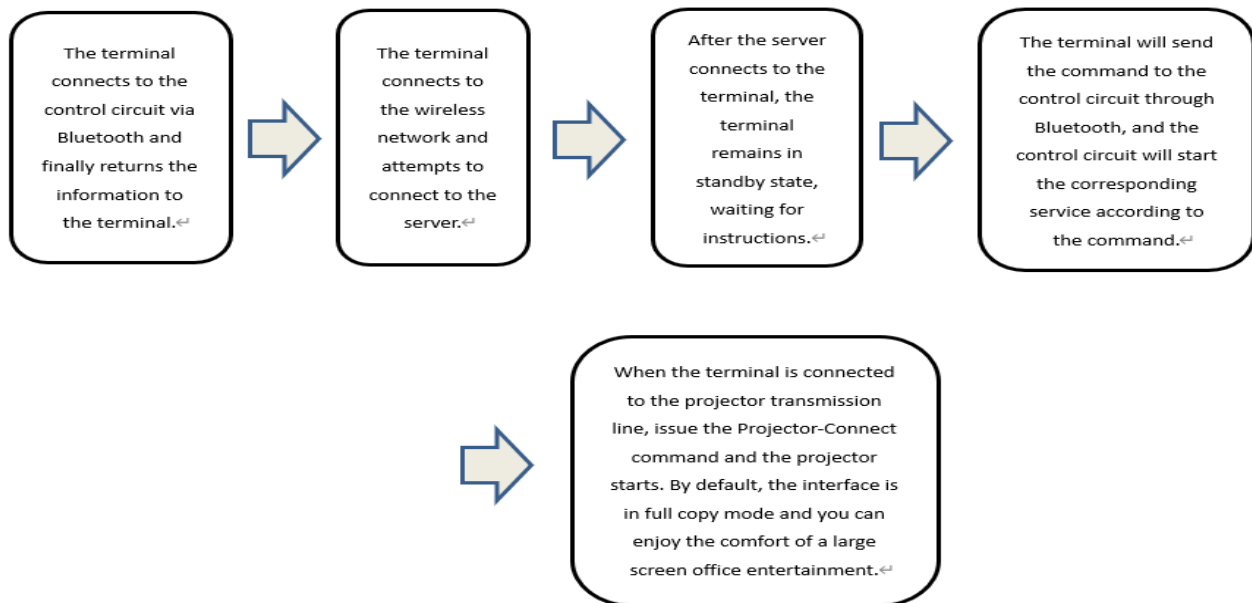 The terminal
connects to the
control circuit via
Bluetooth and
finally returns the
information to
the terminal.↵
The terminal
connects to
the wireless
network and
attempts to
connect to the
server.↵
After the server
connects to the
terminal, the
terminal
remains in
standby state,
waiting for
instructions.↵
The terminal will send
the command to the
control circuit through
Bluetooth, and the
control circuit will start
the corresponding
service according to
the command.↵
When the terminal is connected
to the projector transmission
line, issue the Projector-Connect
command and the projector
starts. By default, the interface is
in full copy mode and you can
enjoy the comfort of a large
screen office entertainment.↵